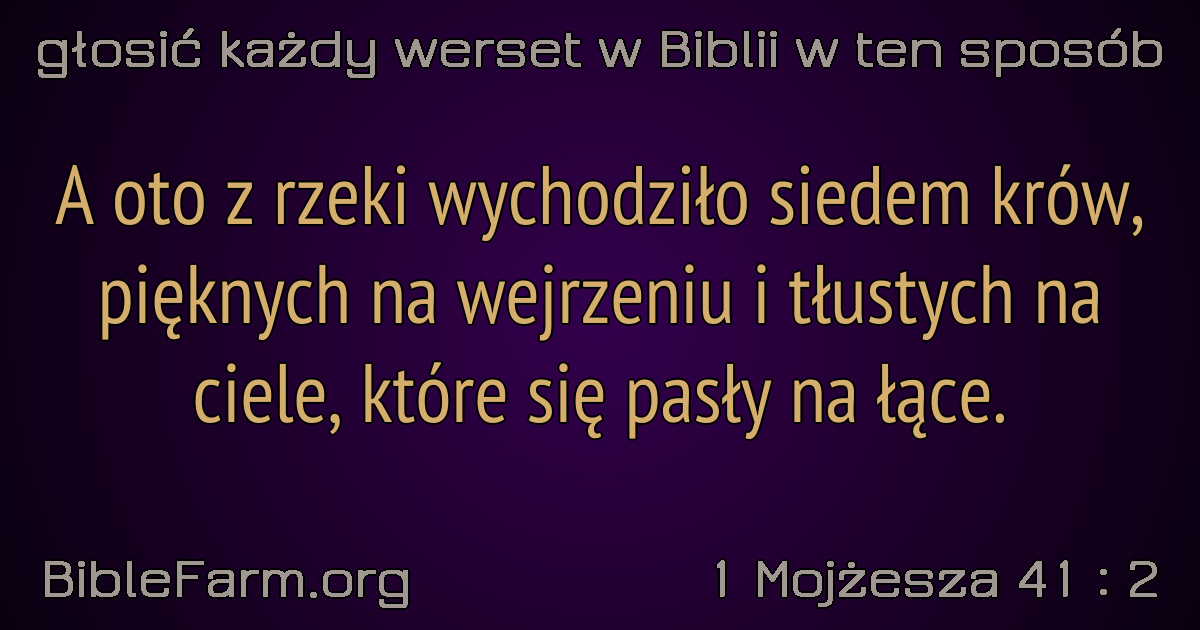 głosić każdy werset w Biblii w ten sposób
A oto z rzeki wychodziło siedem krów,
pięknych na wejrzeniu i tłustych na
ciele, które się pasły na łące.
BibleFarm.org
1 Mojżesza 41 : 2